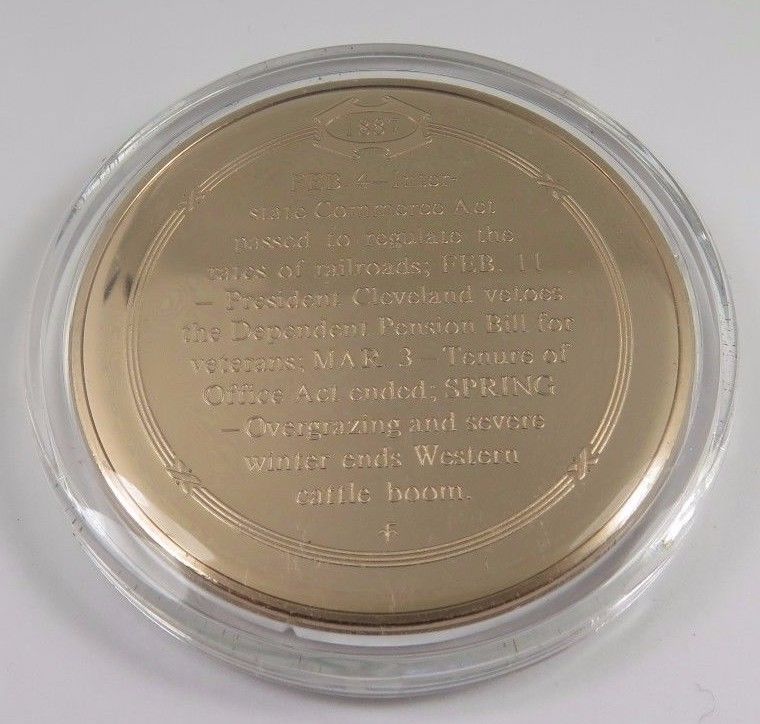 1887
FEB 4—Inter-
state Commerce Act
passed to regulate the
rates of railroads; FEB. 11
— President Cleveland vetoes
the Dependent Pension Bill for
veterans; MAR. 3—Tenure of
Office Act ended; SPRING
—Overgrazing and severe
winter ends Western
cattle boom.